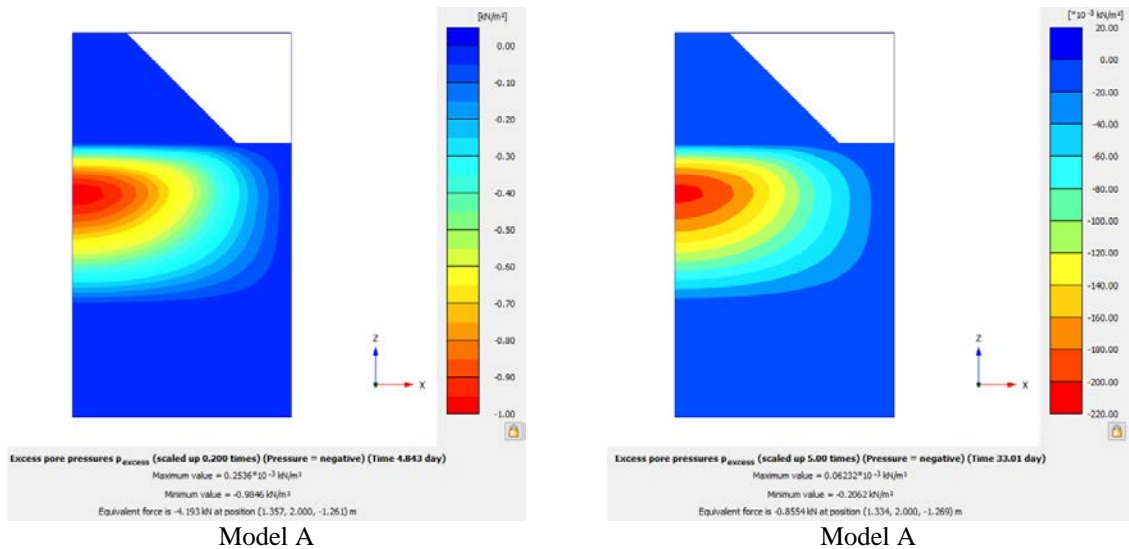 [kN/m²]
0.00
-0.10
-0.20
-0.30
-0.40
-0.50
-0.60
-0.70
-0.80
-0.90
-1.00
Z
X
Excess pore pressures p excess (scaled up 0.200 times) (Pressure = negative) (Time 4.843 day)
Maximum value = 0.2536*10⁻³ kN/m²
Minimum value = -0.9846 kN/m²
Equivalent force is -4.193 kN at position (1.357, 2.000, -1.261) m
Model A
[*10⁻³ kN/m²]
20.00
0.00
-20.00
-40.00
-60.00
-80.00
-100.00
-120.00
-140.00
-160.00
-180.00
-200.00
-220.00
Z
X
Excess pore pressures p excess (scaled up 5.00 times) (Pressure = negative) (Time 33.01 day)
Maximum value = 0.06232*10⁻³ kN/m²
Minimum value = -0.2062 kN/m²
Equivalent force is -0.8554 kN at position (1.334, 2.000, -1.269) m
Model A